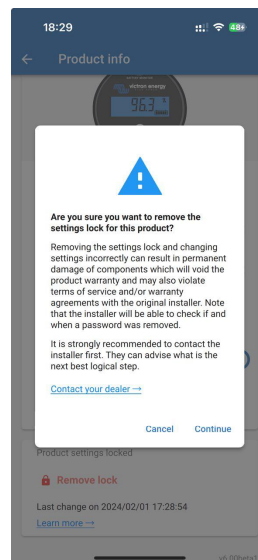 18:29
48
Product info
victron energy
96.3
Are you sure you want to remove the
settings lock for this product?
Removing the settings lock and changing
settings incorrectly can result in permanent
damage of components which will void the
product warranty and may also violate
terms of service and/or warranty
agreements with the original installer. Note
that the installer will be able to check if and
when a password was removed.
It is strongly recommended to contact the
installer first. They can advise what is the
next best logical step.
Contact your dealer →
Cancel Continue
Product settings locked
Remove lock
Last change on 2024/02/01 17:28:54
Learn more →
v6.00beta